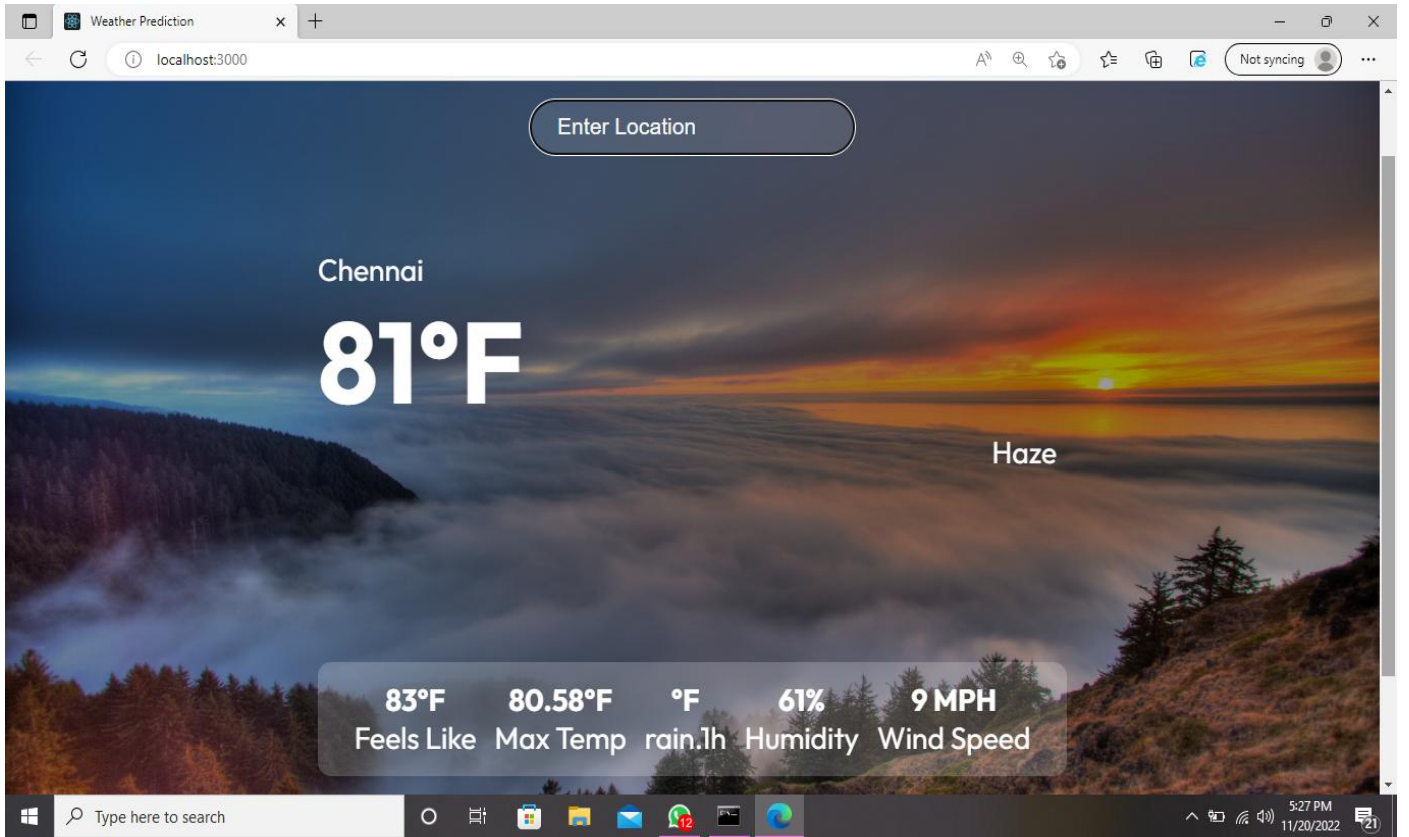 Weather Prediction
localhost:3000
Not syncing
Enter Location
Chennai
81°F
Haze
83°F 80.58°F °F 61% 9 MPH
Feels Like Max Temp rain.1h Humidity Wind Speed
Type here to search
12
5:27 PM
11/20/2022
21